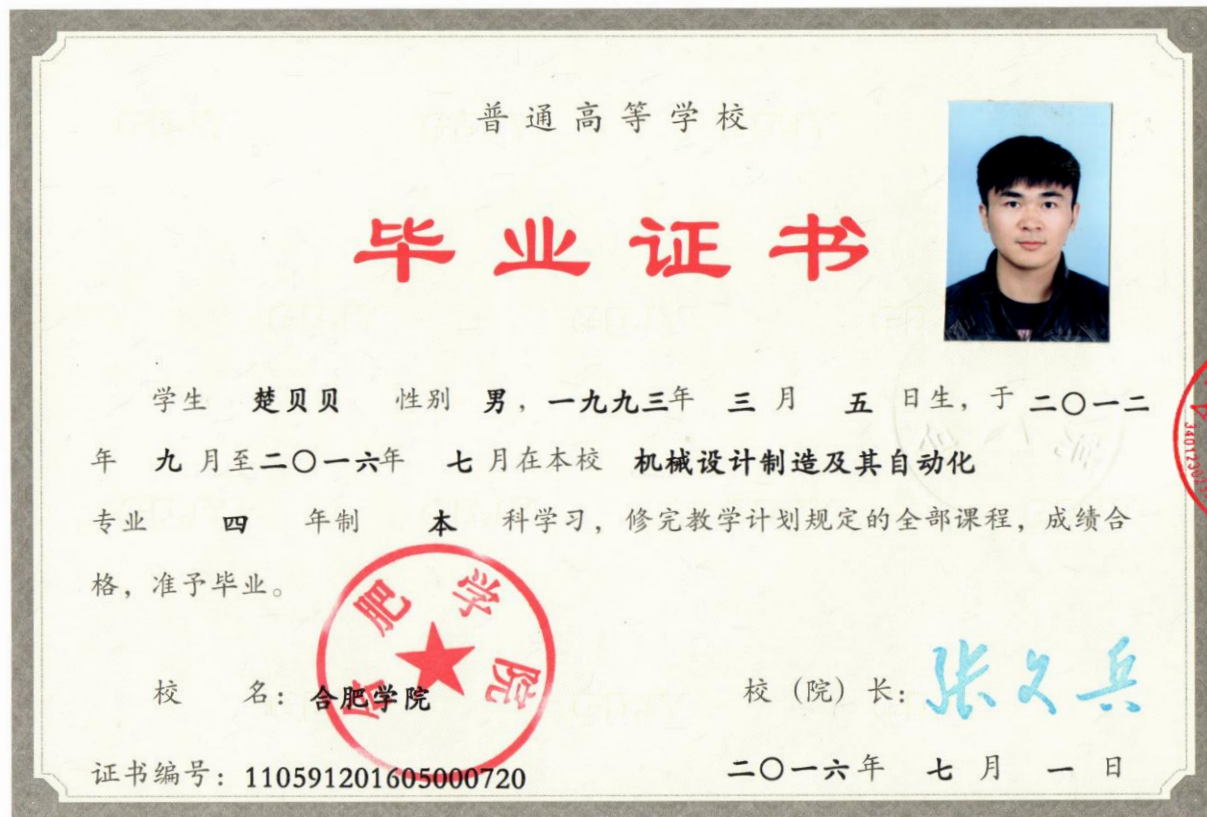 普通高等学校
毕业证书
学生 楚贝贝 性别 男，一九九三年 三 月 五 日生，于 二〇一二
年 九 月至二〇一六年 七 月在本校 机械设计制造及其自动化
专业 四 年制 本 科学习，修完教学计划规定的全部课程，成绩合
格，准予毕业。
合肥学院
校 名：合肥学院
校（院）长：张文兵
证书编号：110591201605000720
二〇一六年 七 月 一 日